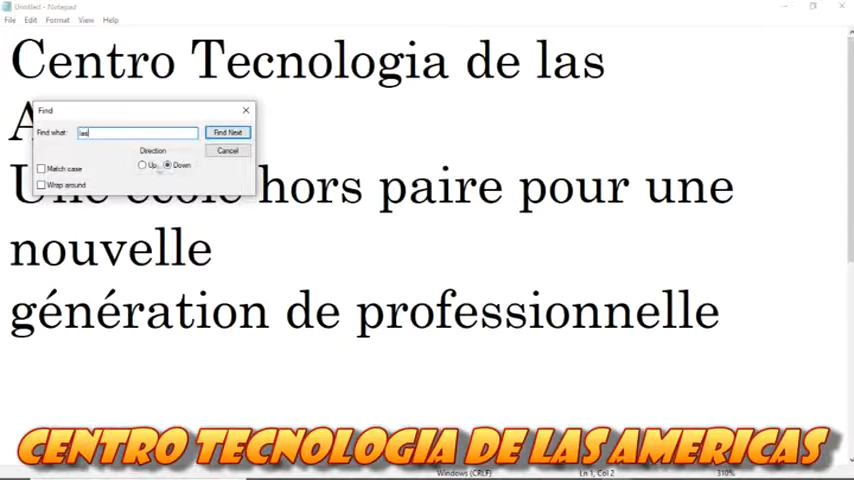 Untitled - Notepad
File Edit Format View Help
Centro Tecnologia de las
A
Find
Find what: las
Find Next
Direction
Cancel
Up Down
Match case
Wrap around
Une école hors paire pour une
nouvelle
génération de professionnelle
CENTRO TECNOLOGIA DE LAS AMERICAS
Windows (CRLF) Ln 1, Col 2 310%